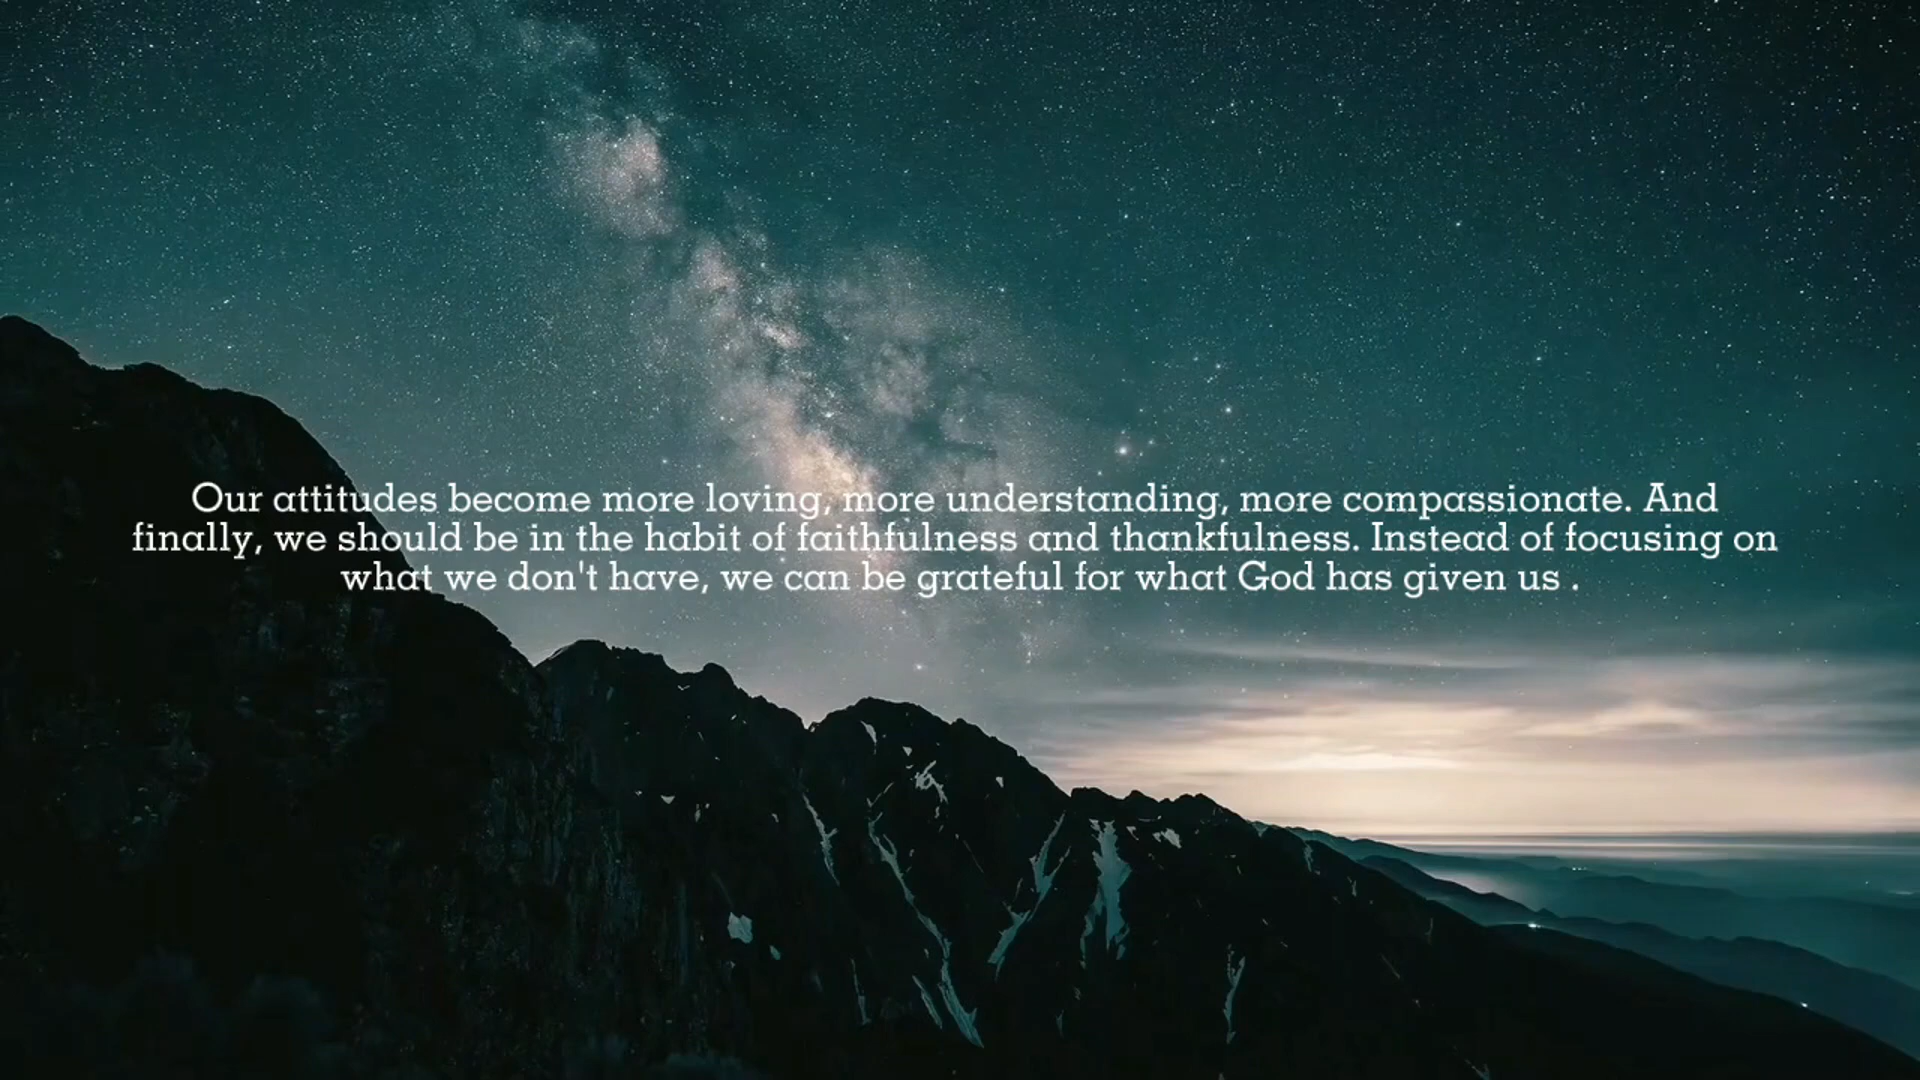 Our attitudes become more loving, more understanding, more compassionate. And
finally, we should be in the habit of faithfulness and thankfulness. Instead of focusing on
what we don't have, we can be grateful for what God has given us .